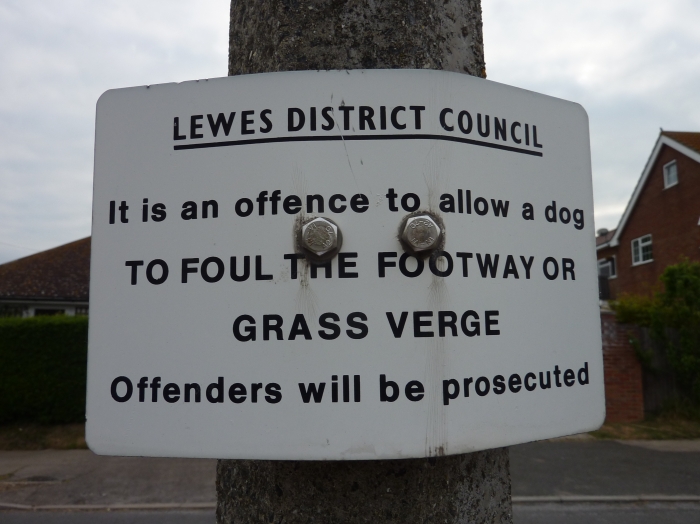 LEWES DISTRICT COUNCIL
It is an offence to allow a dog
TO FOUL THE FOOTWAY OR
GRASS VERGE
Offenders will be prosecuted